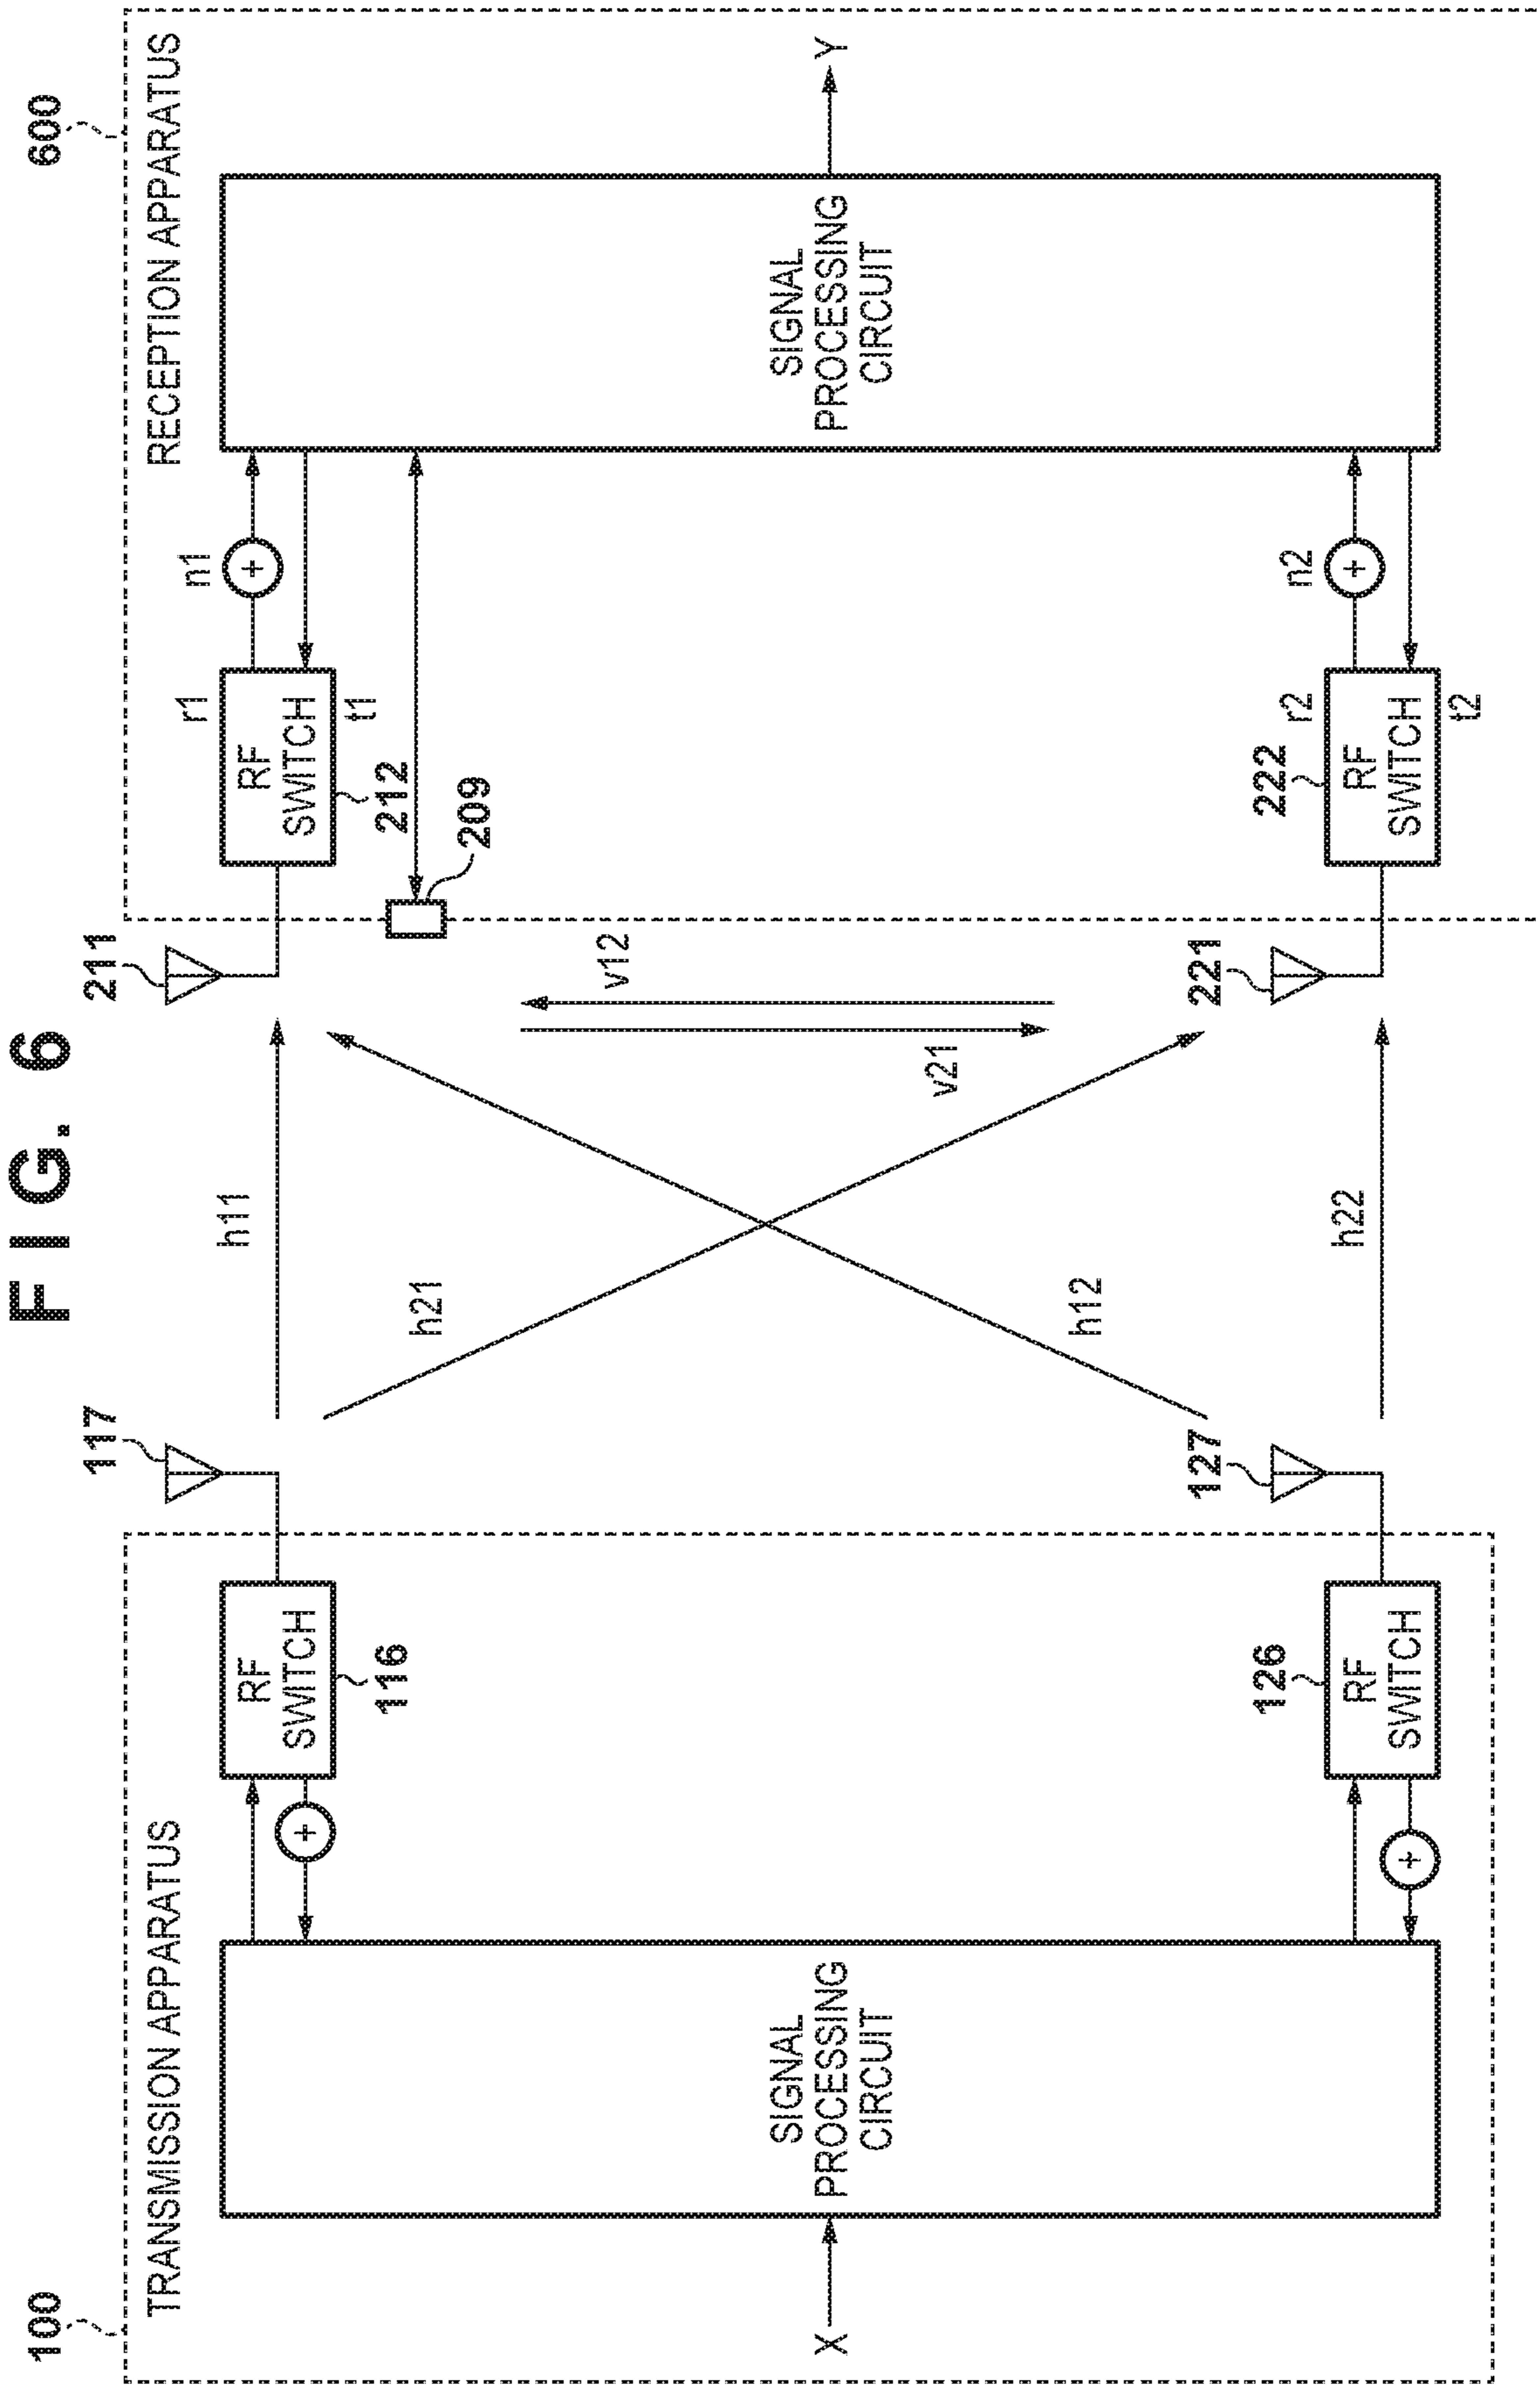 FIG. 6
100
TRANSMISSION APPARATUS
X
SIGNAL
PROCESSING
CIRCUIT
RF
SWITCH
116
RF
SWITCH
126
117
127
h11
h21
h12
h22
v12
v21
211
221
600
RECEPTION APPARATUS
209
RF
SWITCH
212
r1
t1
n1
RF
SWITCH
222
r2
t2
n2
SIGNAL
PROCESSING
CIRCUIT
Y
+
+
+
+